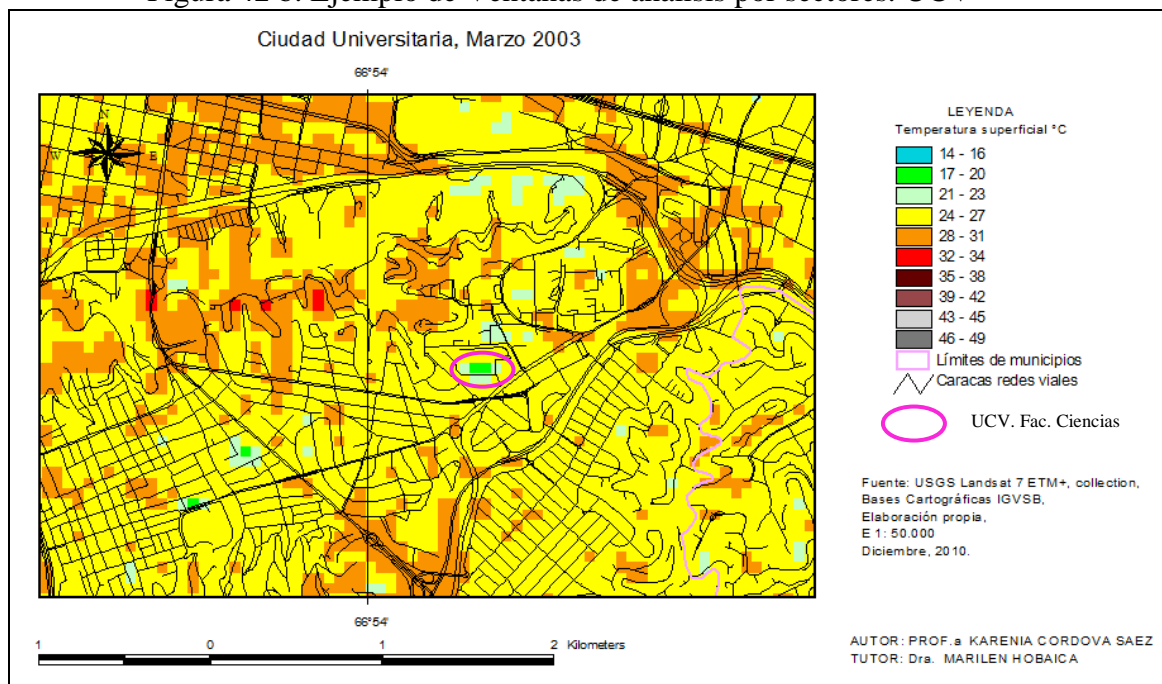 Ciudad Universitaria, Marzo 2003
66°54'
N
W E
S
LEYENDA
Temperatura superficial °C
14 - 16
17 - 20
21 - 23
24 - 27
28 - 31
32 - 34
35 - 38
39 - 42
43 - 45
46 - 49
Límites de municipios
Caracas redes viales
UCV. Fac. Ciencias
Fuente: USGS Landsat 7 ETM+, collection,
Bases Cartográficas IGVSB,
Elaboración propia,
E 1: 50.000
Diciembre, 2010.
66°54'
1 0 1 2 Kilometers
AUTOR: PROF.a KARENIA CORDOVA SAEZ
TUTOR: Dra. MARILEN HOBAICA